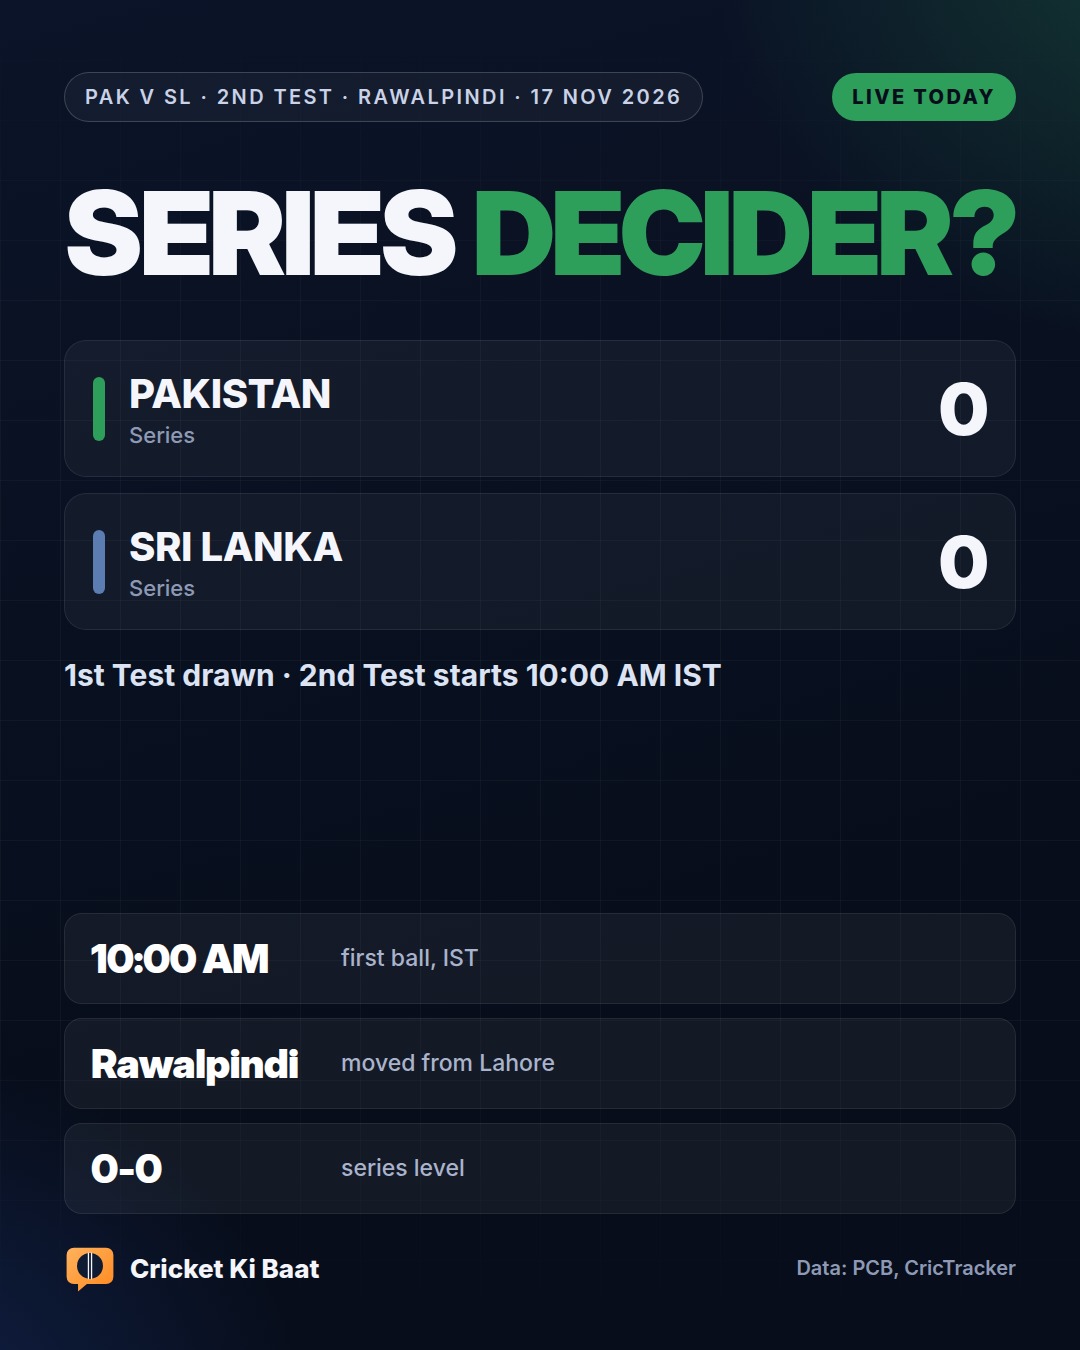 PAK V SL · 2ND TEST · RAWALPINDI · 17 NOV 2026
LIVE TODAY
SERIES DECIDER?
PAKISTAN
Series
0
SRI LANKA
Series
0
1st Test drawn · 2nd Test starts 10:00 AM IST
10:00 AM first ball, IST
Rawalpindi moved from Lahore
0-0 series level
Cricket Ki Baat
Data: PCB, CricTracker